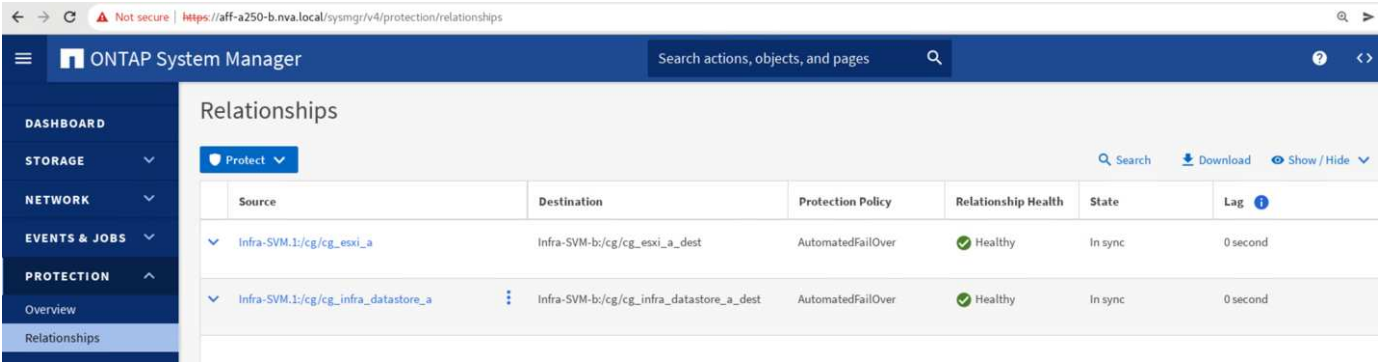 Not secure https://aff-a250-b.nva.local/sysmgr/v4/protection/relationships
ONTAP System Manager
Search actions, objects, and pages
DASHBOARD
STORAGE
NETWORK
EVENTS & JOBS
PROTECTION
Overview
Relationships
Relationships
Protect
Search Download Show / Hide
Source Destination Protection Policy Relationship Health State Lag
Infra-SVM.1:/cg/cg_esxi_a Infra-SVM-b:/cg/cg_esxi_a_dest AutomatedFailOver Healthy In sync 0 second
Infra-SVM.1:/cg/cg_infra_datastore_a Infra-SVM-b:/cg/cg_infra_datastore_a_dest AutomatedFailOver Healthy In sync 0 second